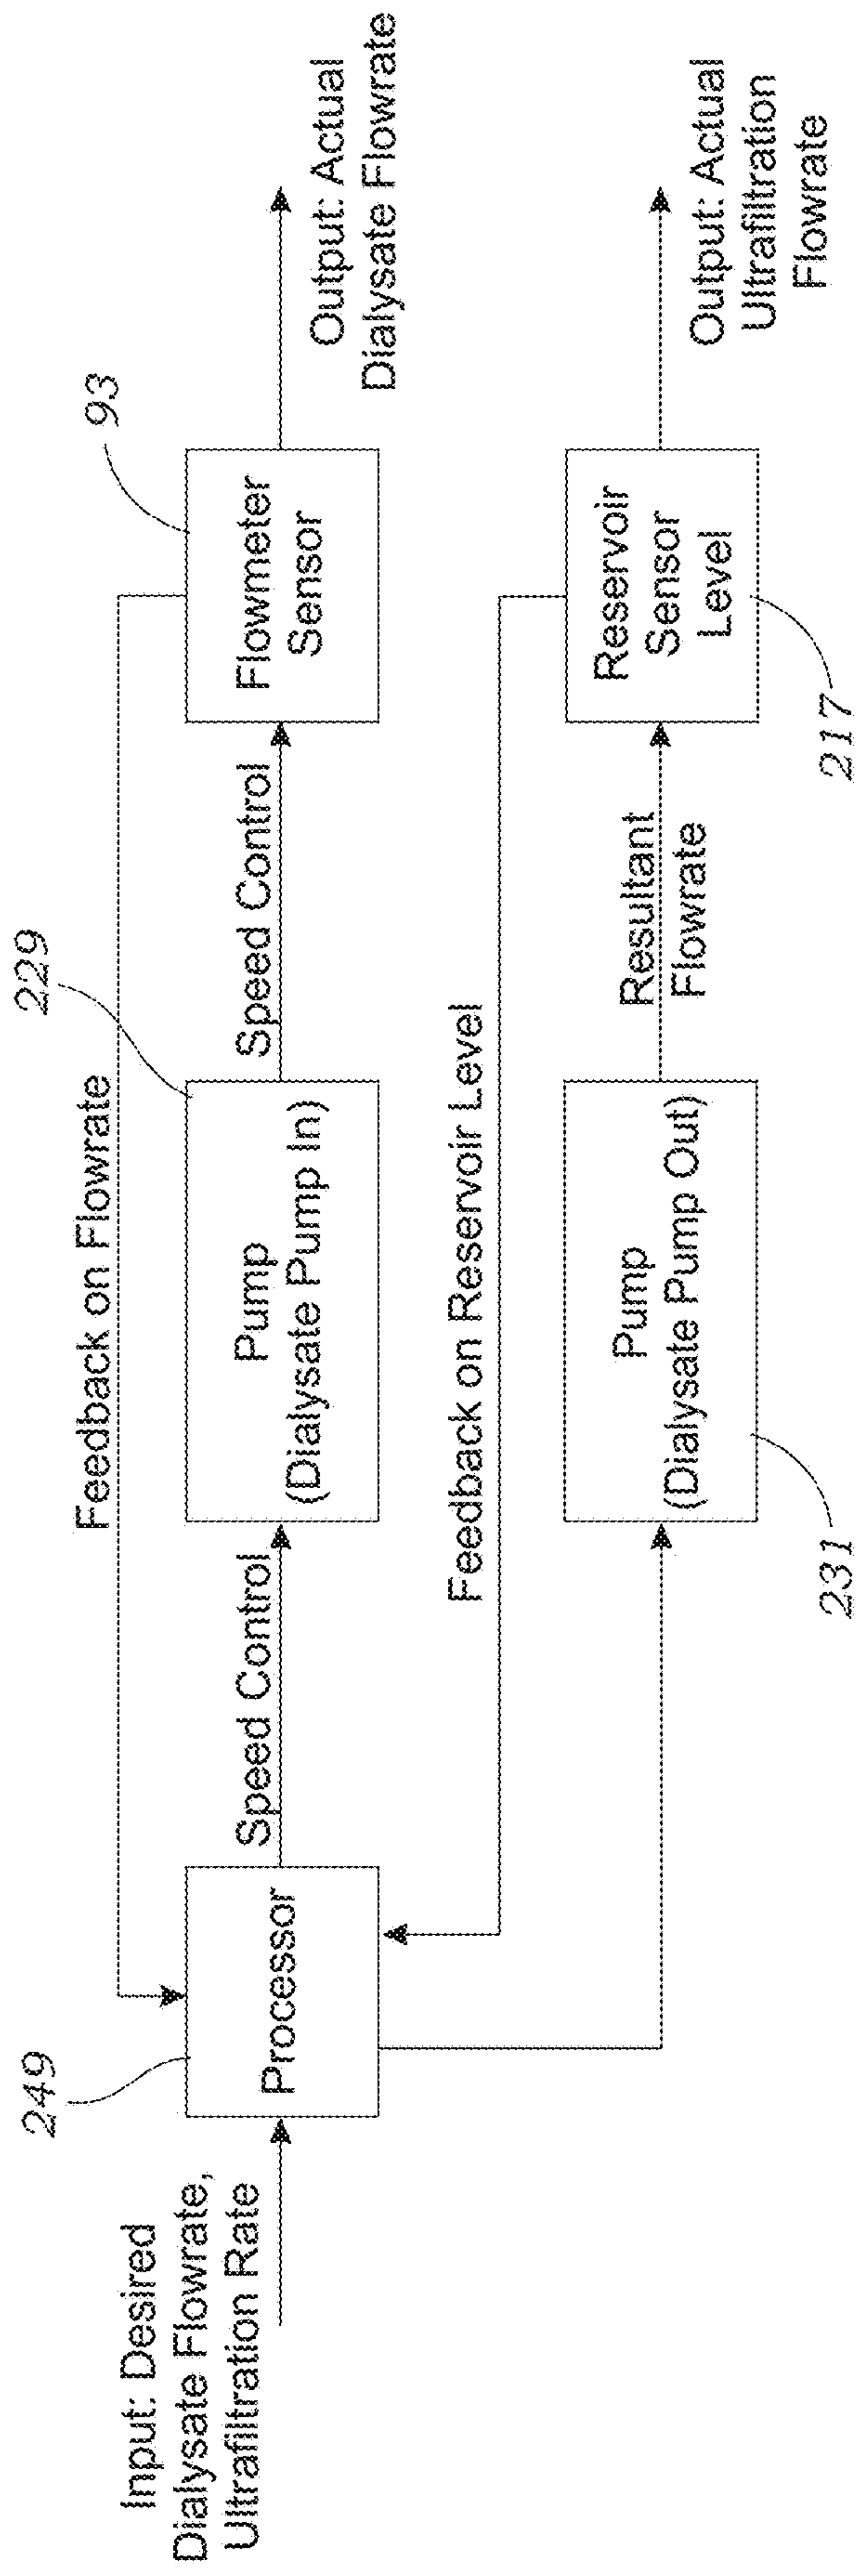 Input: Desired
Dialysate Flowrate,
Ultrafiltration Rate
249
Processor
Feedback on Flowrate
Speed Control
229
Pump
(Dialysate Pump In)
Speed Control
93
Flowmeter
Sensor
Output: Actual
Dialysate Flowrate
Feedback on Reservoir Level
Pump
(Dialysate Pump Out)
231
Resultant
Flowrate
Reservoir
Sensor
Level
217
Output: Actual
Ultrafiltration
Flowrate